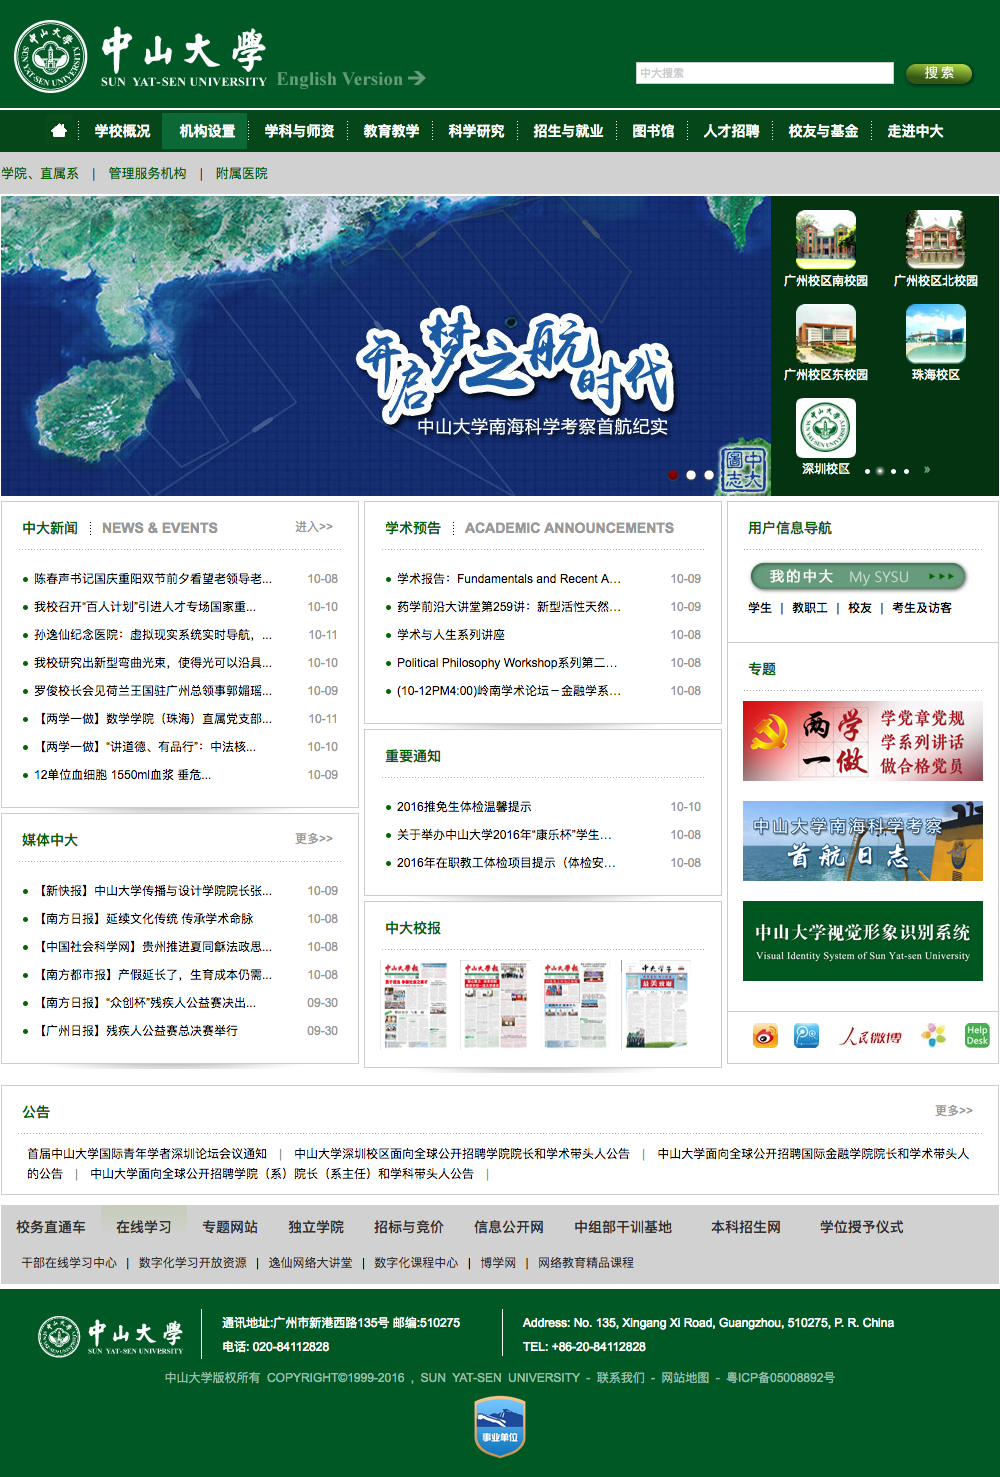 中山大學
SUN YAT-SEN UNIVERSITY
English Version
中大搜索
搜 索
学校概况
机构设置
学科与师资
教育教学
科学研究
招生与就业
图书馆
人才招聘
校友与基金
走进中大
学院、直属系 | 管理服务机构 | 附属医院
开启梦之航时代
中山大学南海科学考察首航纪实
中大圖志
广州校区南校园
广州校区北校园
广州校区东校园
珠海校区
深圳校区
中大新闻 NEWS & EVENTS 进入>>
陈春声书记国庆重阳双节前夕看望老领导老... 10-08
我校召开“百人计划”引进人才专场国家重... 10-10
孙逸仙纪念医院：虚拟现实系统实时导航，... 10-11
我校研究出新型弯曲光束，使得光可以沿具... 10-10
罗俊校长会见荷兰王国驻广州总领事郭媚瑶... 10-09
【两学一做】数学学院（珠海）直属党支部... 10-11
【两学一做】“讲道德、有品行”：中法核... 10-10
12单位血细胞 1550ml血浆 垂危... 10-09
媒体中大 更多>>
【新快报】中山大学传播与设计学院院长张... 10-09
【南方日报】延续文化传统 传承学术命脉 10-08
【中国社会科学网】贵州推进夏同龢法政思... 10-08
【南方都市报】产假延长了，生育成本仍需... 10-08
【南方日报】“众创杯”残疾人公益赛决出... 09-30
【广州日报】残疾人公益赛总决赛举行 09-30
学术预告 ACADEMIC ANNOUNCEMENTS
学术报告：Fundamentals and Recent A... 10-09
药学前沿大讲堂第259讲：新型活性天然... 10-09
学术与人生系列讲座 10-08
Political Philosophy Workshop系列第二... 10-08
(10-12PM4:00)岭南学术论坛－金融学系... 10-08
重要通知
2016推免生体检温馨提示 10-10
关于举办中山大学2016年“康乐杯”学生... 10-08
2016年在职教工体检项目提示（体检安... 10-08
中大校报
用户信息导航
我的中大 My SYSU
学生 | 教职工 | 校友 | 考生及访客
专题
两学一做
学党章党规
学系列讲话
做合格党员
中山大学南海科学考察
首航日志
中山大学视觉形象识别系统
Visual Identity System of Sun Yat-sen University
人民微博
Help
Desk
公告 更多>>
首届中山大学国际青年学者深圳论坛会议通知 | 中山大学深圳校区面向全球公开招聘学院院长和学术带头人公告 | 中山大学面向全球公开招聘国际金融学院院长和学术带头人
的公告 | 中山大学面向全球公开招聘学院（系）院长（系主任）和学科带头人公告 |
校务直通车 在线学习 专题网站 独立学院 招标与竞价 信息公开网 中组部干训基地 本科招生网 学位授予仪式
干部在线学习中心 | 数字化学习开放资源 | 逸仙网络大讲堂 | 数字化课程中心 | 博学网 | 网络教育精品课程
中山大學
SUN YAT-SEN UNIVERSITY
通讯地址:广州市新港西路135号 邮编:510275
电话: 020-84112828
Address: No. 135, Xingang Xi Road, Guangzhou, 510275, P. R. China
TEL: +86-20-84112828
中山大学版权所有 COPYRIGHT©1999-2016 , SUN YAT-SEN UNIVERSITY - 联系我们 - 网站地图 - 粤ICP备05008892号
事业单位